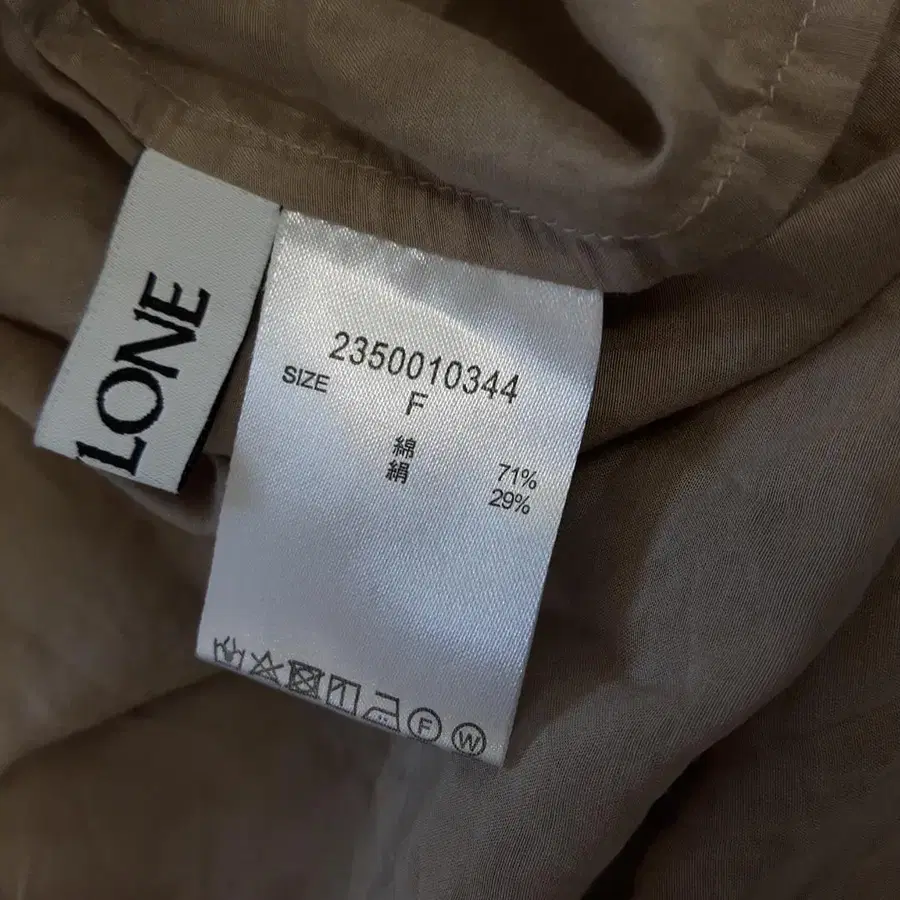 LONE
2350010344
SIZE F
綿 71%
絹 29%
F W